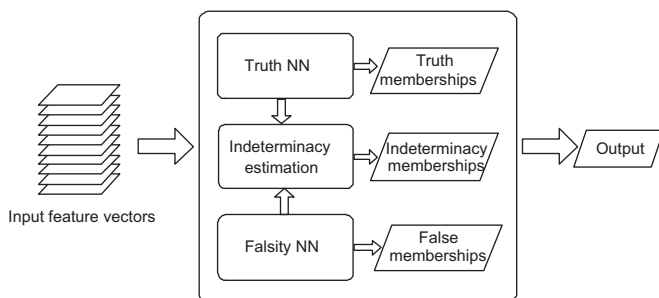 Truth NN
Truth
memberships
Indeterminacy
estimation
Indeterminacy
memberships
Output
Input feature vectors
Falsity NN
False
memberships